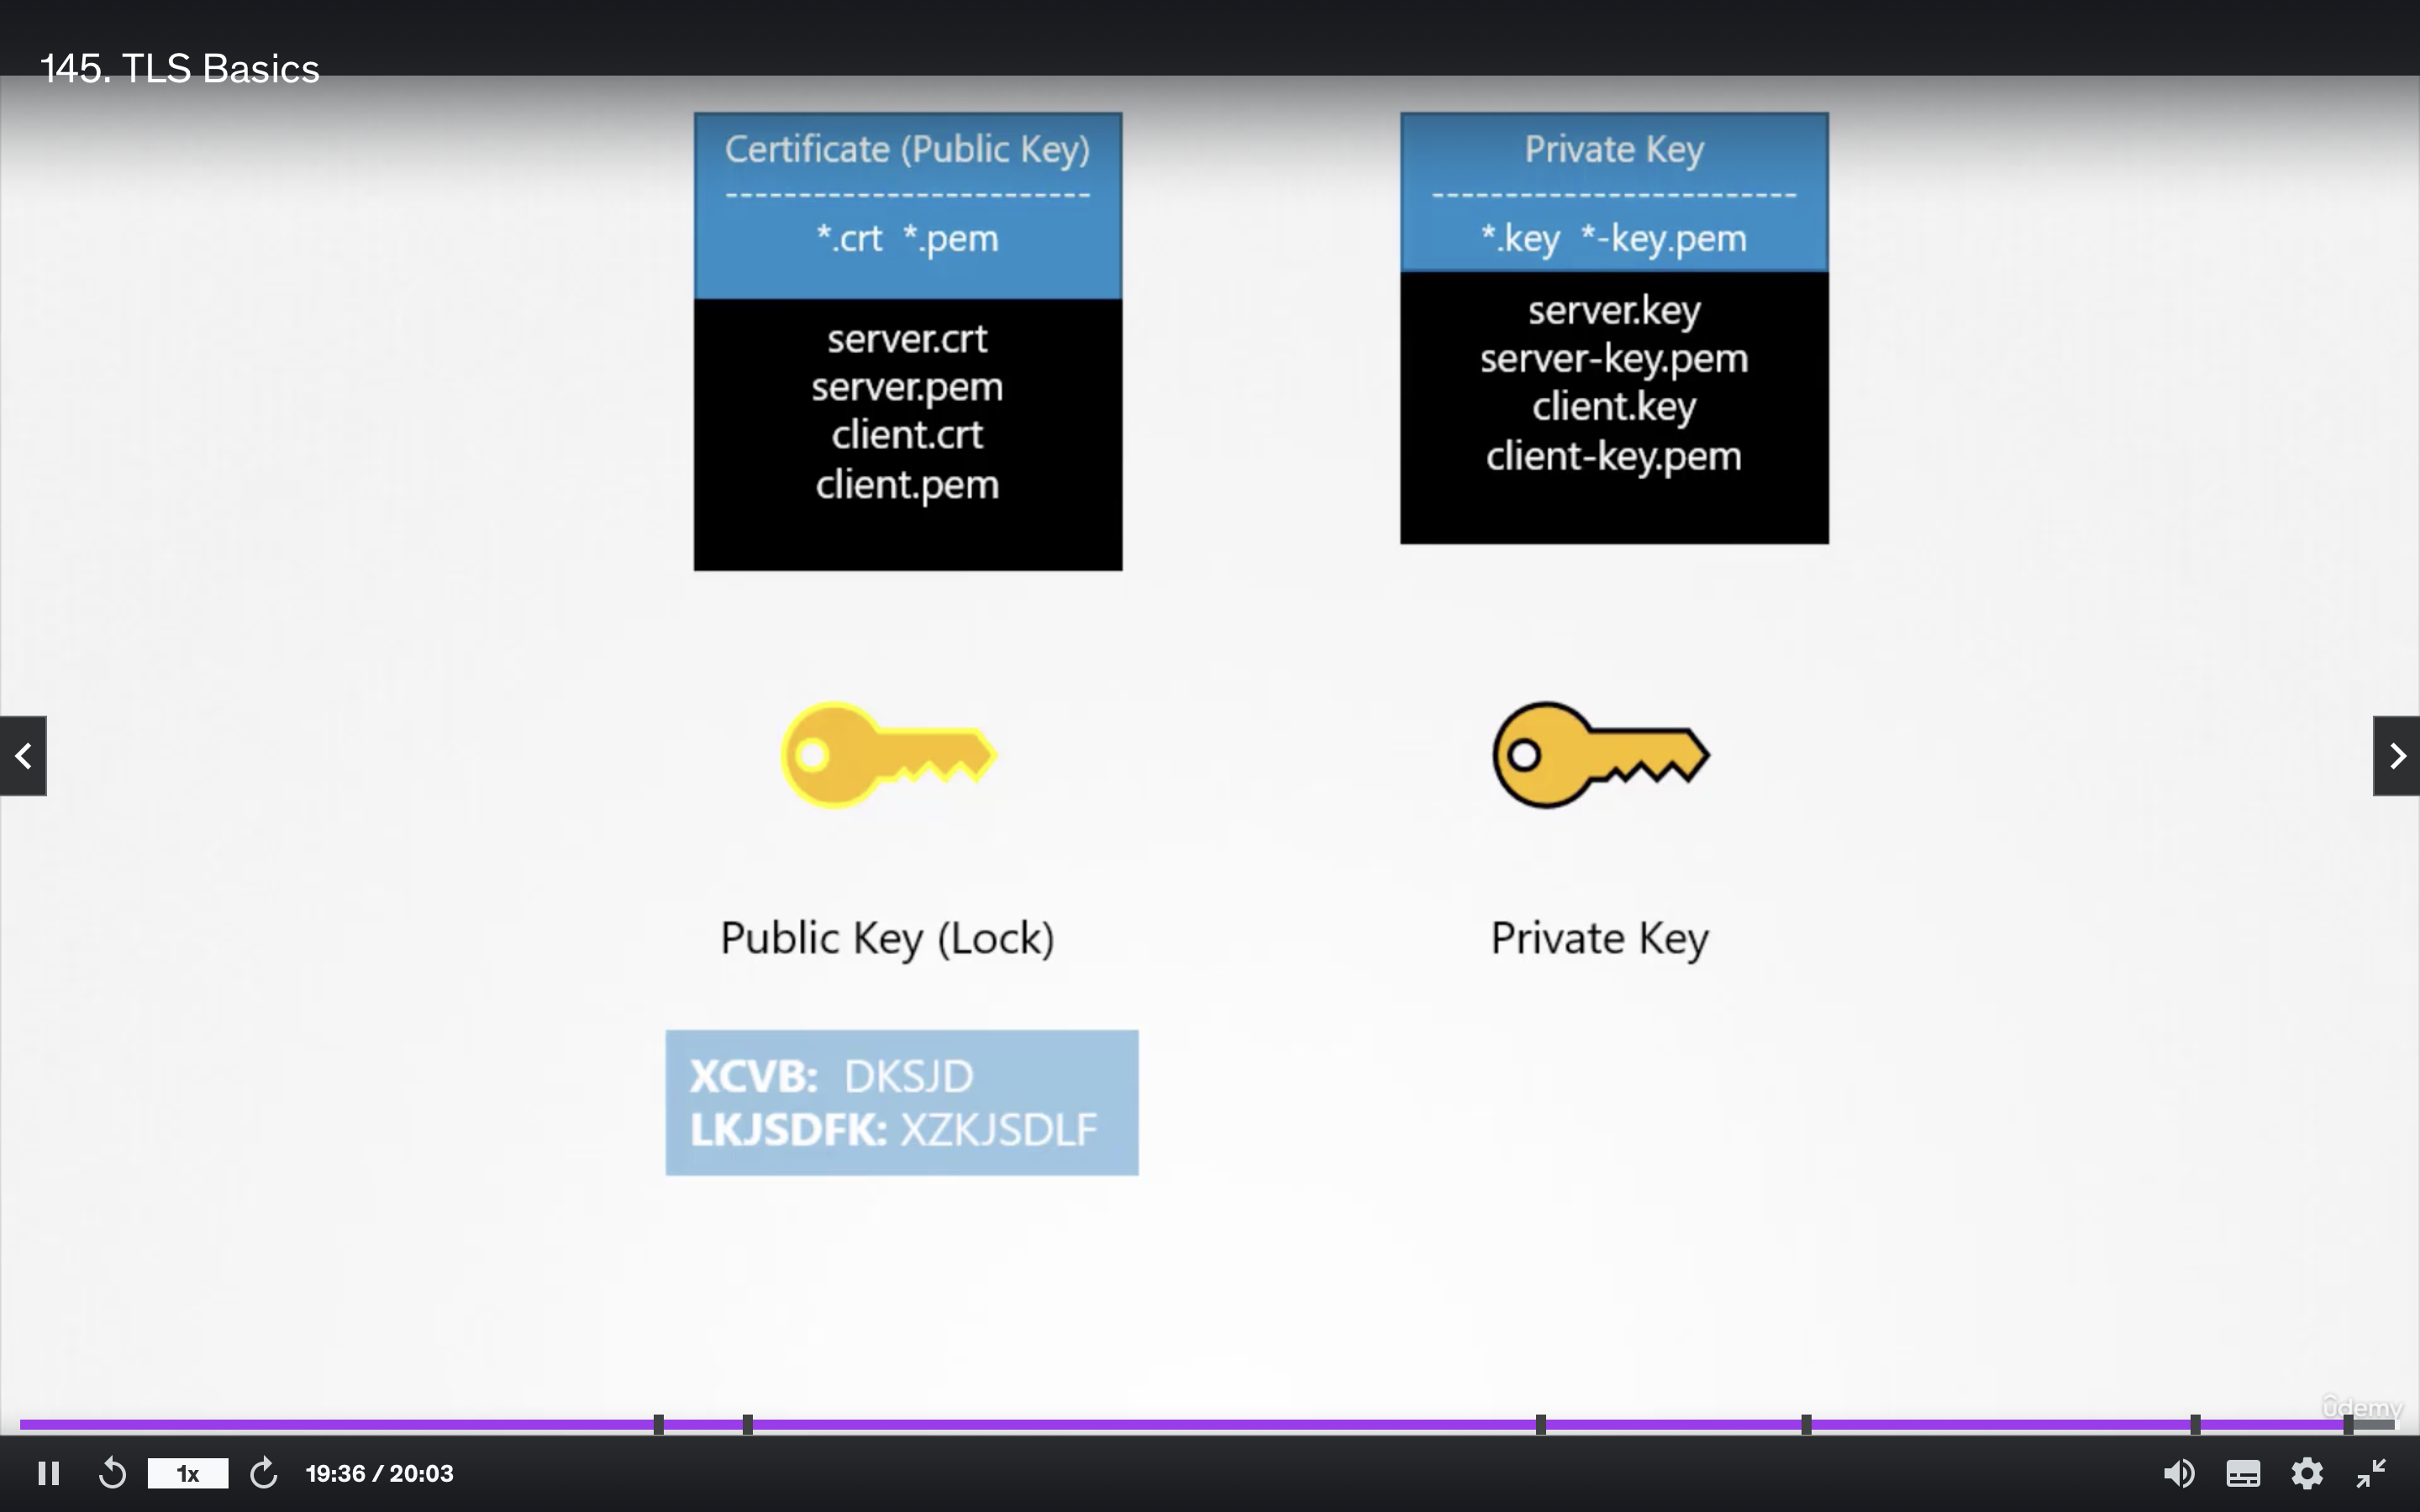 145. TLS Basics
Certificate (Public Key)
-------------------------
*.crt *.pem
server.crt
server.pem
client.crt
client.pem
Private Key
-------------------------
*.key *-key.pem
server.key
server-key.pem
client.key
client-key.pem
Public Key (Lock)
Private Key
XCVB: DKSJD
LKJSDFK: XZKJSDLF
udemy
1x
19:36 / 20:03